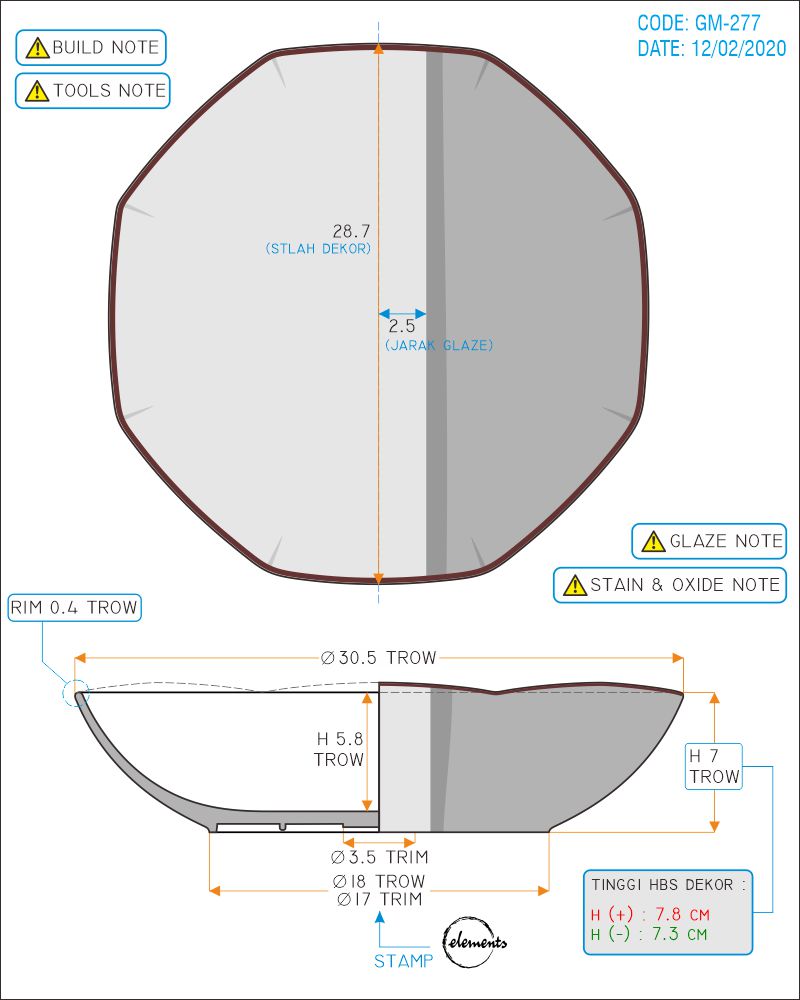 CODE: GM-277
DATE: 12/02/2020
BUILD NOTE
TOOLS NOTE
28.7
(STLAH DEKOR)
2.5
(JARAK GLAZE)
GLAZE NOTE
STAIN & OXIDE NOTE
RIM 0.4 TROW
Ø30.5 TROW
H 5.8
TROW
H 7
TROW
Ø3.5 TRIM
Ø18 TROW
Ø17 TRIM
TINGGI HBS DEKOR :
H (+) : 7.8 CM
H (-) : 7.3 CM
elements
STAMP